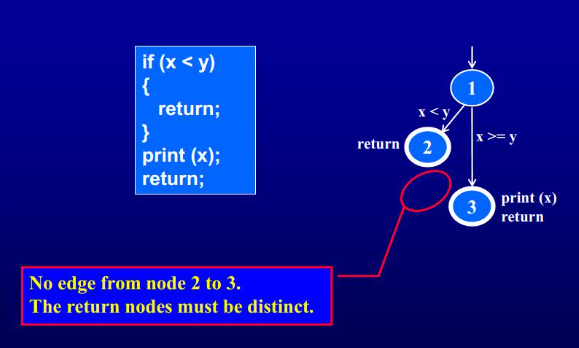 if (x < y)
{
return;
}
print (x);
return;
1
x < y
x >= y
return
2
3
print (x)
return
No edge from node 2 to 3.
The return nodes must be distinct.